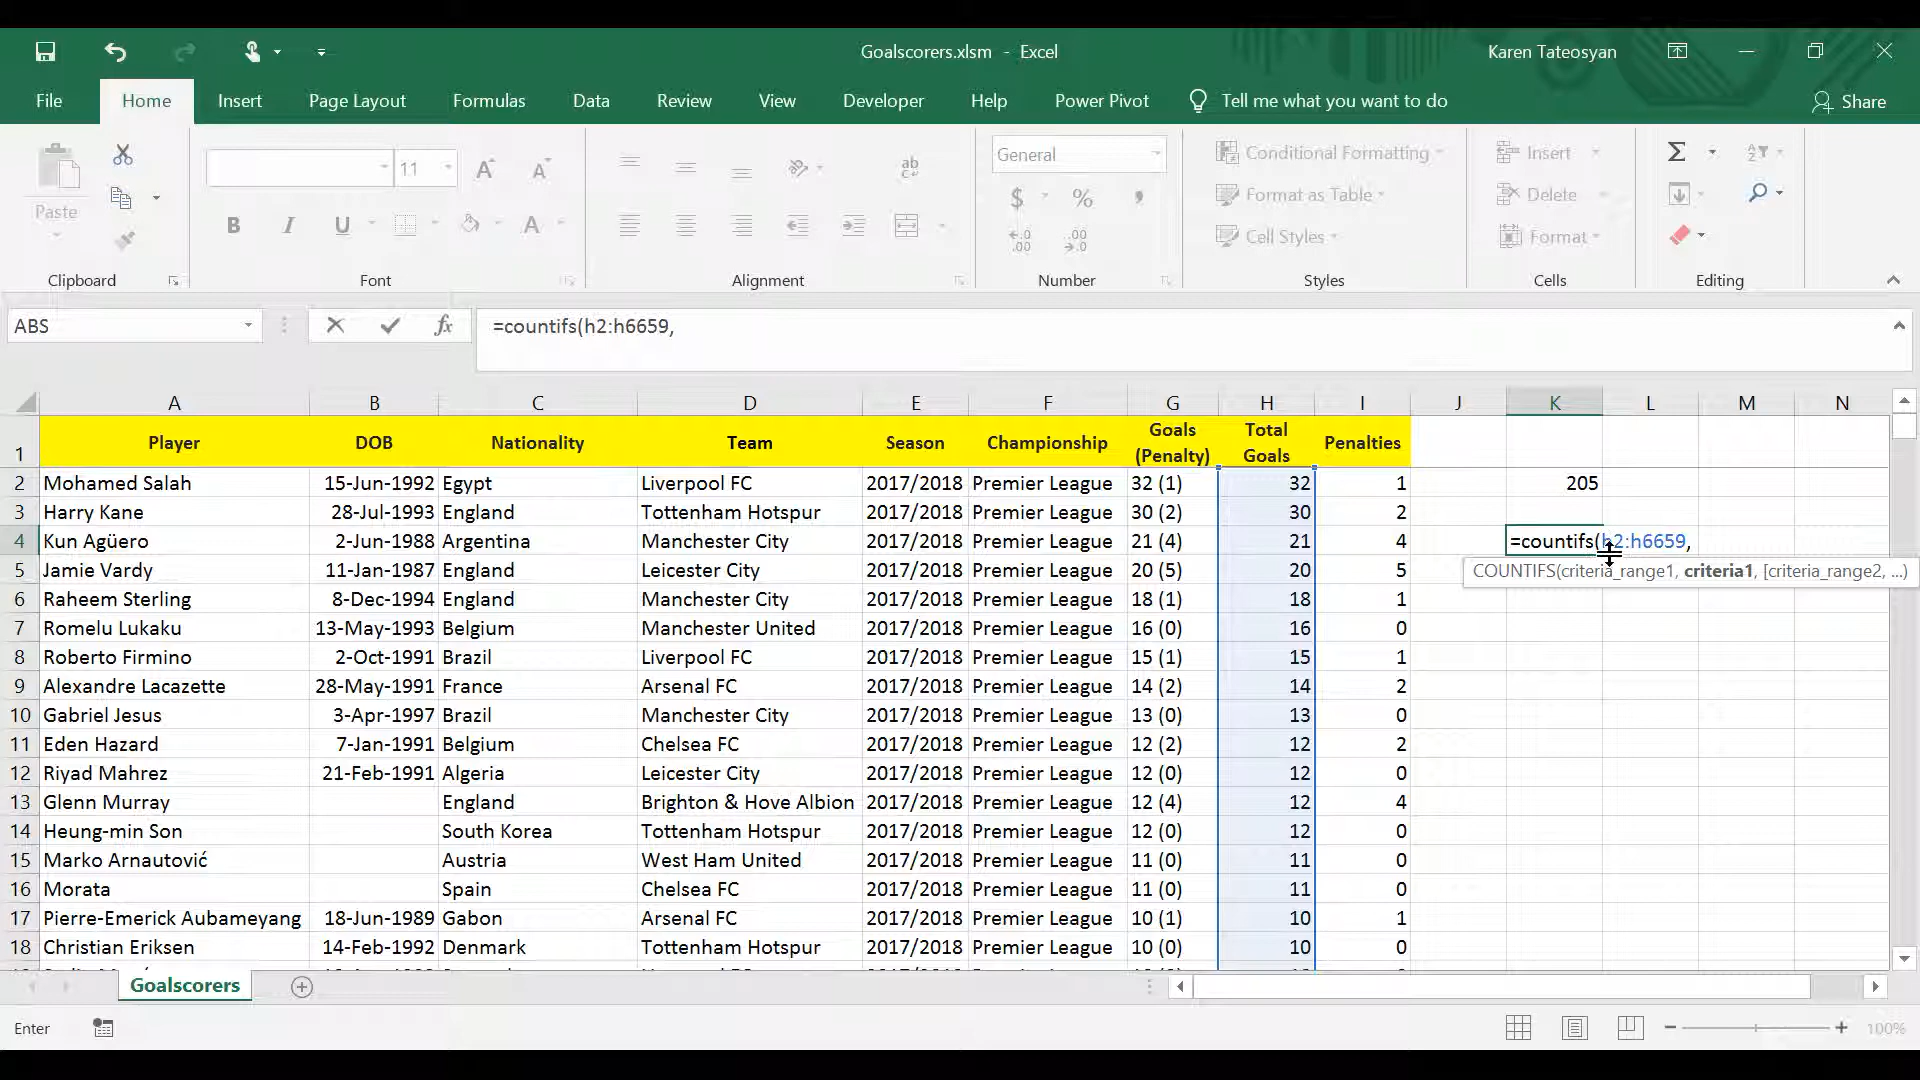 Goalscorers.xlsm - Excel
Karen Tateosyan
File Home Insert Page Layout Formulas Data Review View Developer Help Power Pivot Tell me what you want to do Share
Paste
Clipboard
11
B I U A
Font
ab
Alignment
General
$ %
Number
Conditional Formatting
Format as Table
Cell Styles
Styles
Insert
Delete
Format
Cells
Editing
ABS =countifs(h2:h6659,
A B C D E F G H I J K L M N
1 Player DOB Nationality Team Season Championship Goals (Penalty) Total Goals Penalties
2 Mohamed Salah 15-Jun-1992 Egypt Liverpool FC 2017/2018 Premier League 32 (1) 32 1 205
3 Harry Kane 28-Jul-1993 England Tottenham Hotspur 2017/2018 Premier League 30 (2) 30 2
4 Kun Agüero 2-Jun-1988 Argentina Manchester City 2017/2018 Premier League 21 (4) 21 4 =countifs(h2:h6659,
5 Jamie Vardy 11-Jan-1987 England Leicester City 2017/2018 Premier League 20 (5) 20 5 COUNTIFS(criteria_range1, criteria1, [criteria_range2, ...)
6 Raheem Sterling 8-Dec-1994 England Manchester City 2017/2018 Premier League 18 (1) 18 1
7 Romelu Lukaku 13-May-1993 Belgium Manchester United 2017/2018 Premier League 16 (0) 16 0
8 Roberto Firmino 2-Oct-1991 Brazil Liverpool FC 2017/2018 Premier League 15 (1) 15 1
9 Alexandre Lacazette 28-May-1991 France Arsenal FC 2017/2018 Premier League 14 (2) 14 2
10 Gabriel Jesus 3-Apr-1997 Brazil Manchester City 2017/2018 Premier League 13 (0) 13 0
11 Eden Hazard 7-Jan-1991 Belgium Chelsea FC 2017/2018 Premier League 12 (2) 12 2
12 Riyad Mahrez 21-Feb-1991 Algeria Leicester City 2017/2018 Premier League 12 (0) 12 0
13 Glenn Murray England Brighton & Hove Albion 2017/2018 Premier League 12 (4) 12 4
14 Heung-min Son South Korea Tottenham Hotspur 2017/2018 Premier League 12 (0) 12 0
15 Marko Arnautović Austria West Ham United 2017/2018 Premier League 11 (0) 11 0
16 Morata Spain Chelsea FC 2017/2018 Premier League 11 (0) 11 0
17 Pierre-Emerick Aubameyang 18-Jun-1989 Gabon Arsenal FC 2017/2018 Premier League 10 (1) 10 1
18 Christian Eriksen 14-Feb-1992 Denmark Tottenham Hotspur 2017/2018 Premier League 10 (0) 10 0
Goalscorers
Enter
100%